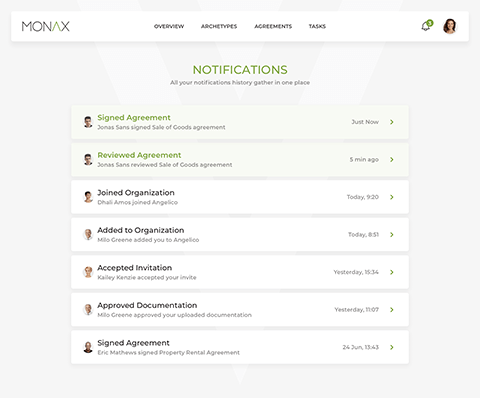 MONAX
OVERVIEW
ARCHETYPES
AGREEMENTS
TASKS
NOTIFICATIONS
All your notifications history gather in one place
Signed Agreement
Just Now
Jonas Sans signed Sale of Goods agreement
Reviewed Agreement
5 min ago
Jonas Sans reviewed Sale of Goods agreement
Joined Organization
Today, 9:20
Dhali Amos joined Angelico
Added to Organization
Today, 8:51
Milo Greene added you to Angelico
Accepted Invitation
Yesterday, 15:34
Kailey Kenzie accepted your invite
Approved Documentation
Yesterday, 11:07
Milo Greene approved your uploaded documentation
Signed Agreement
24 Jun, 13:43
Eric Mathews signed Property Rental Agreement